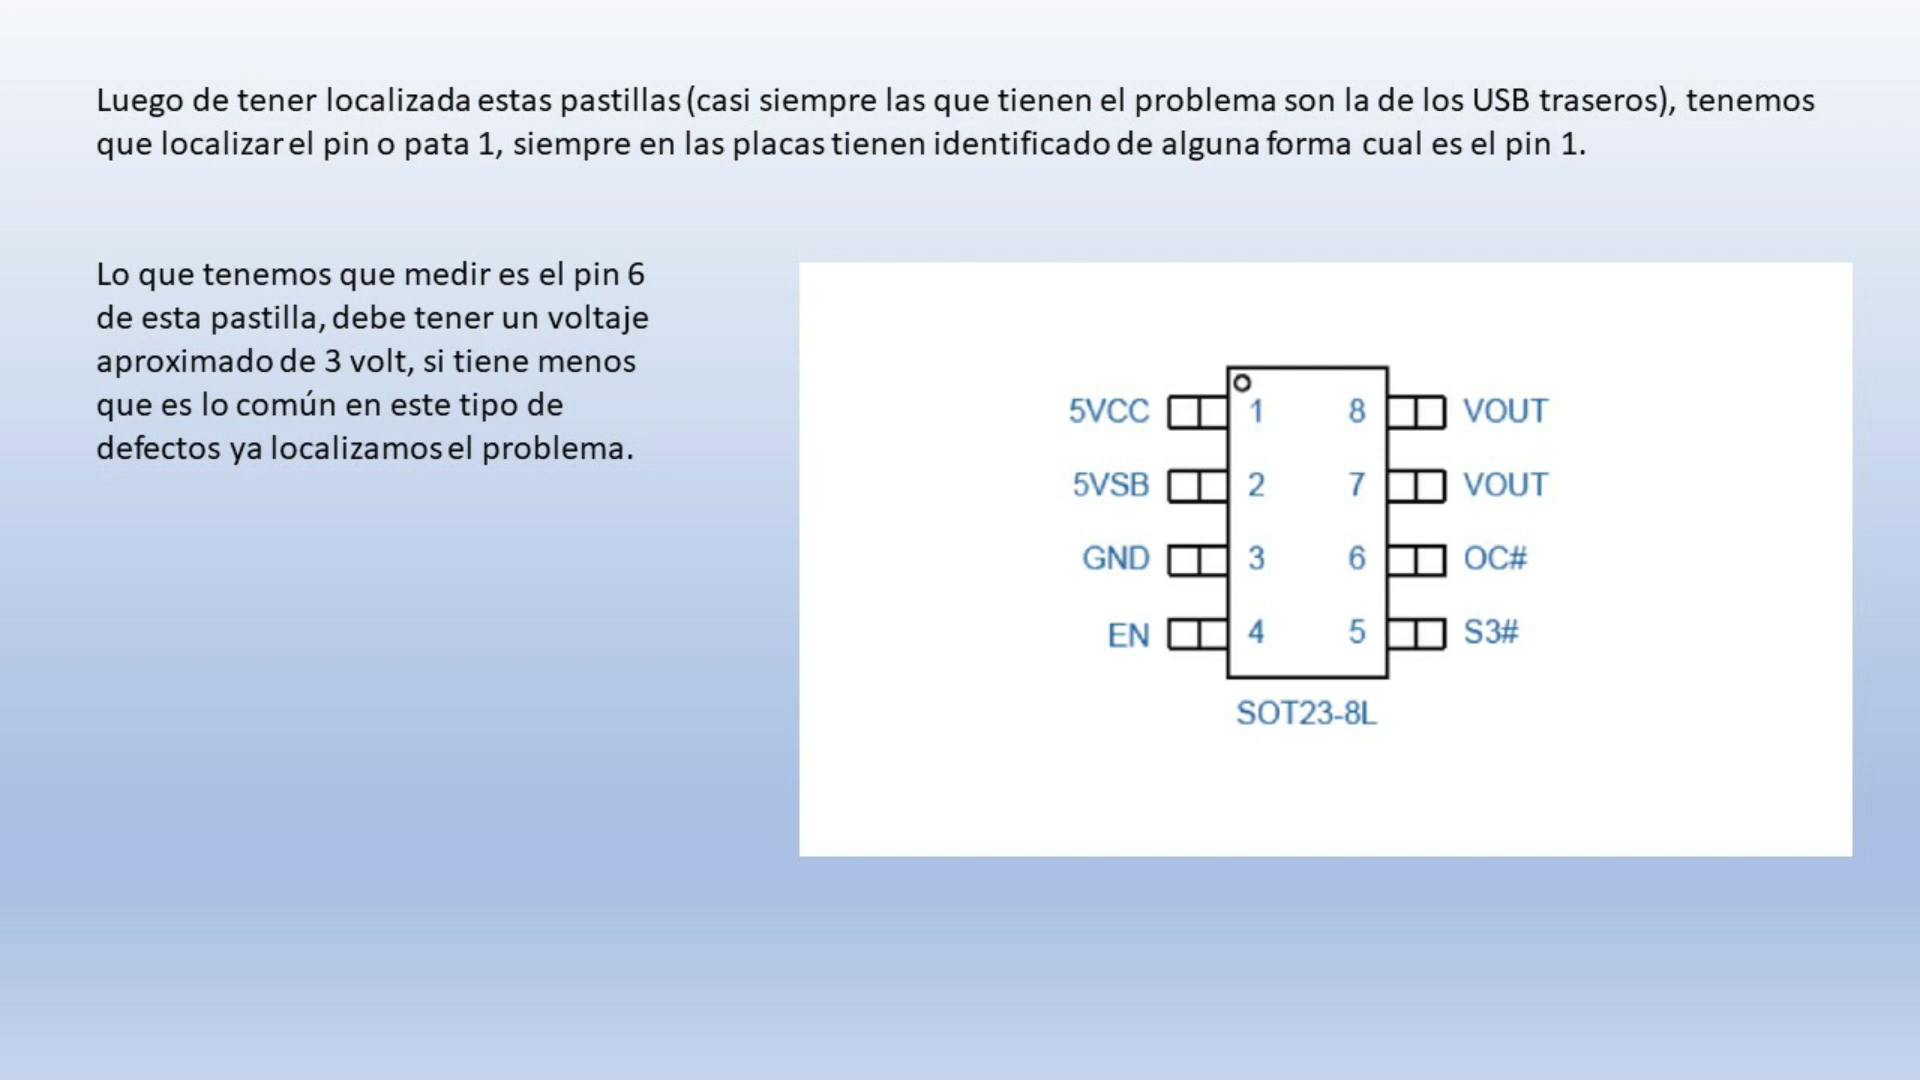 Luego de tener localizada estas pastillas (casi siempre las que tienen el problema son la de los USB traseros), tenemos
que localizar el pin o pata 1, siempre en las placas tienen identificado de alguna forma cual es el pin 1.
Lo que tenemos que medir es el pin 6
de esta pastilla, debe tener un voltaje
aproximado de 3 volt, si tiene menos
que es lo común en este tipo de
defectos ya localizamos el problema.
5VCC 1 8 VOUT
5VSB 2 7 VOUT
GND 3 6 OC#
EN 4 5 S3#
SOT23-8L